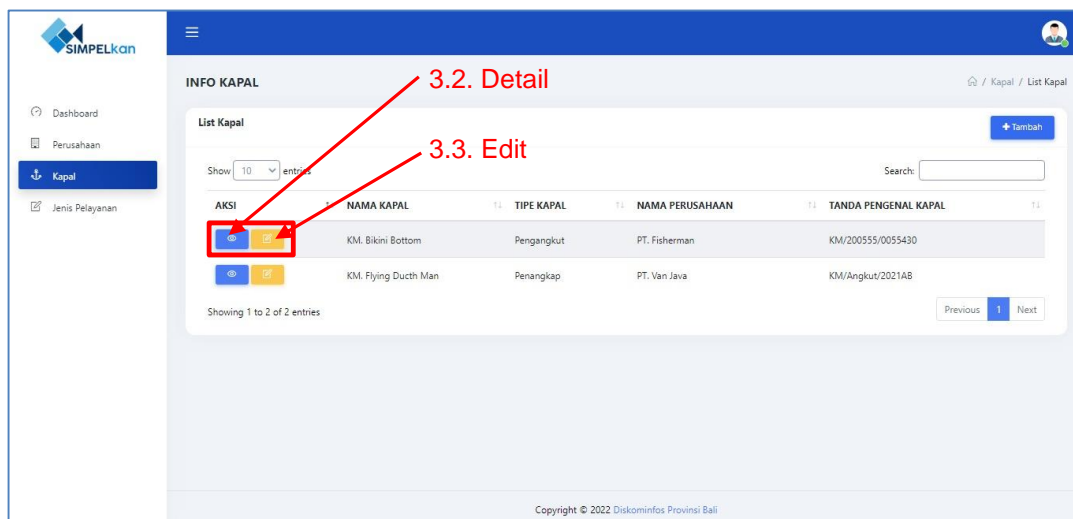 SIMPELkan
3.2. Detail
INFO KAPAL
/ Kapal / List Kapal
Dashboard
List Kapal
+ Tambah
Perusahaan
3.3. Edit
Show 10 entries
Search:
Kapal
AKSI NAMA KAPAL TIPE KAPAL NAMA PERUSAHAAN TANDA PENGENAL KAPAL
Jenis Pelayanan
KM. Bikini Bottom Pengangkut PT. Fisherman KM/200555/0055430
KM. Flying Ducth Man Penangkap PT. Van Java KM/Angkut/2021AB
Showing 1 to 2 of 2 entries
Previous 1 Next
Copyright © 2022 Diskominfos Provinsi Bali